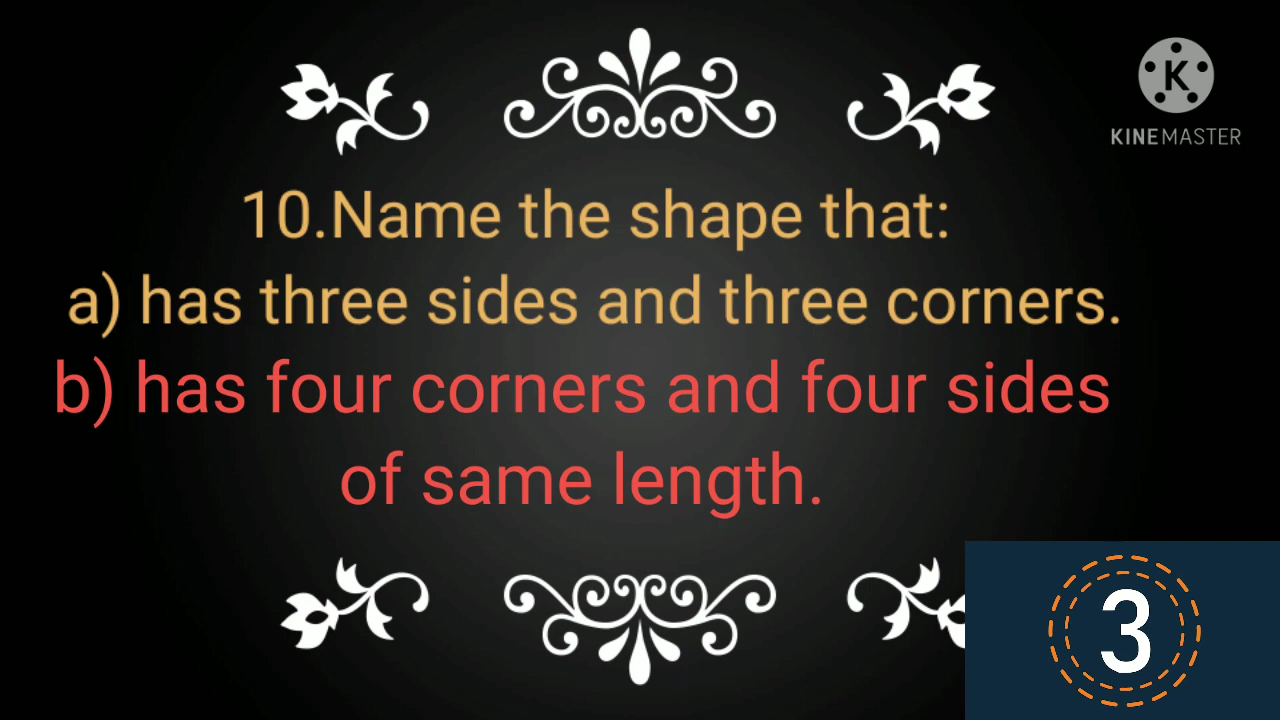 KINEMASTER
10.Name the shape that:
a) has three sides and three corners.
b) has four corners and four sides
of same length.
3